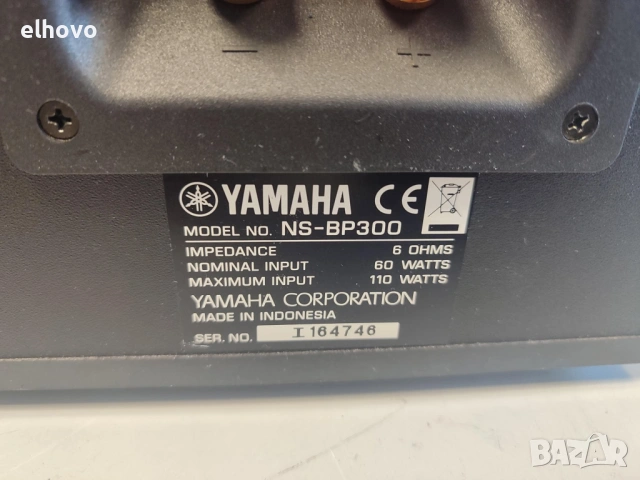 elhovo
− +
YAMAHA CE
MODEL NO. NS-BP300
IMPEDANCE 6 OHMS
NOMINAL INPUT 60 WATTS
MAXIMUM INPUT 110 WATTS
YAMAHA CORPORATION
MADE IN INDONESIA
SER. NO. I 164746
BAZAR